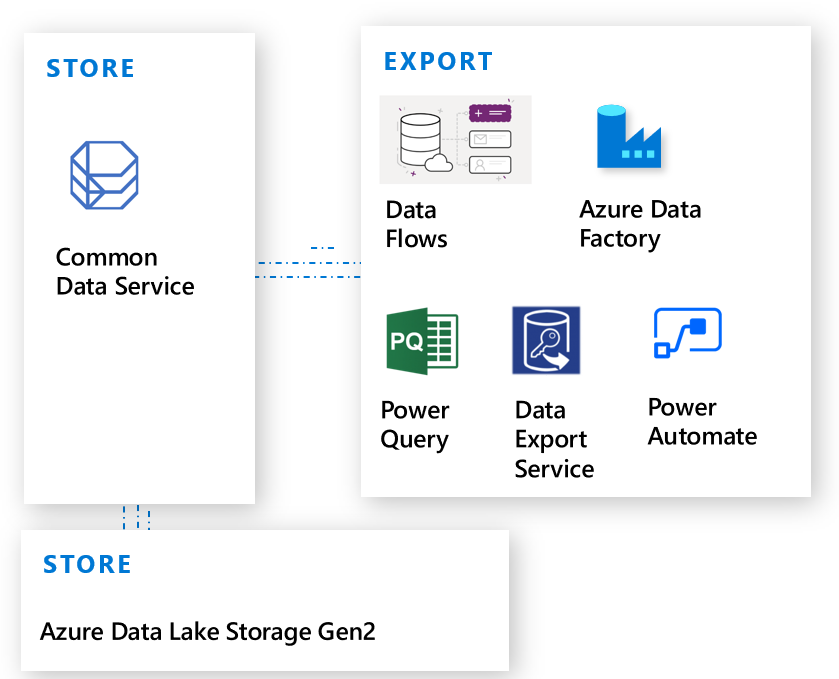 STORE
Common
Data Service
EXPORT
Data
Flows
Azure Data
Factory
PQ
Power
Query
Data
Export
Service
Power
Automate
STORE
Azure Data Lake Storage Gen2